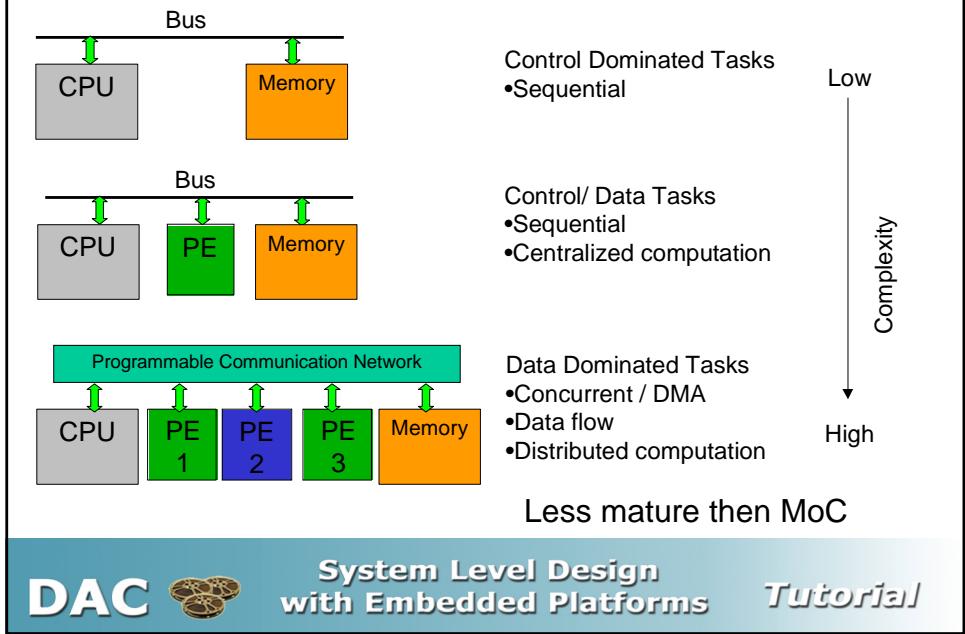 Bus
CPU
Memory
Control Dominated Tasks
•Sequential
Low
Bus
CPU
PE
Memory
Control/ Data Tasks
•Sequential
•Centralized computation
Complexity
Programmable Communication Network
CPU
PE
1
PE
2
PE
3
Memory
Data Dominated Tasks
•Concurrent / DMA
•Data flow
•Distributed computation
High
Less mature then MoC
DAC
System Level Design
with Embedded Platforms
Tutorial